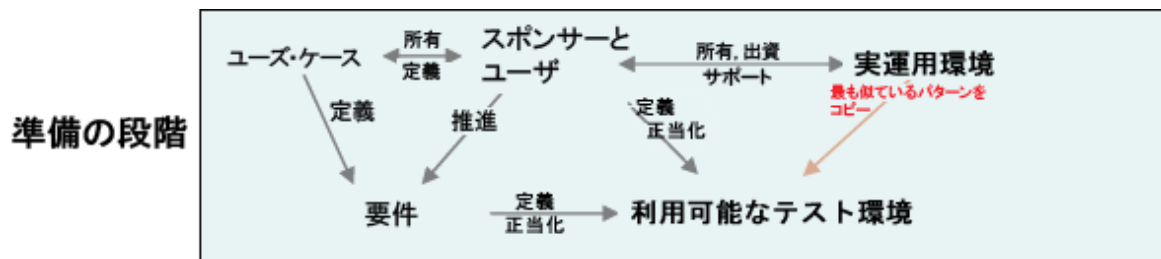 準備の段階
ユーズ・ケース
所有
定義
スポンサーと
ユーザ
所有, 出資
サポート
実運用環境
最も似ているパターンを
コピー
定義
推進
定義
正当化
要件
定義
正当化
利用可能なテスト環境